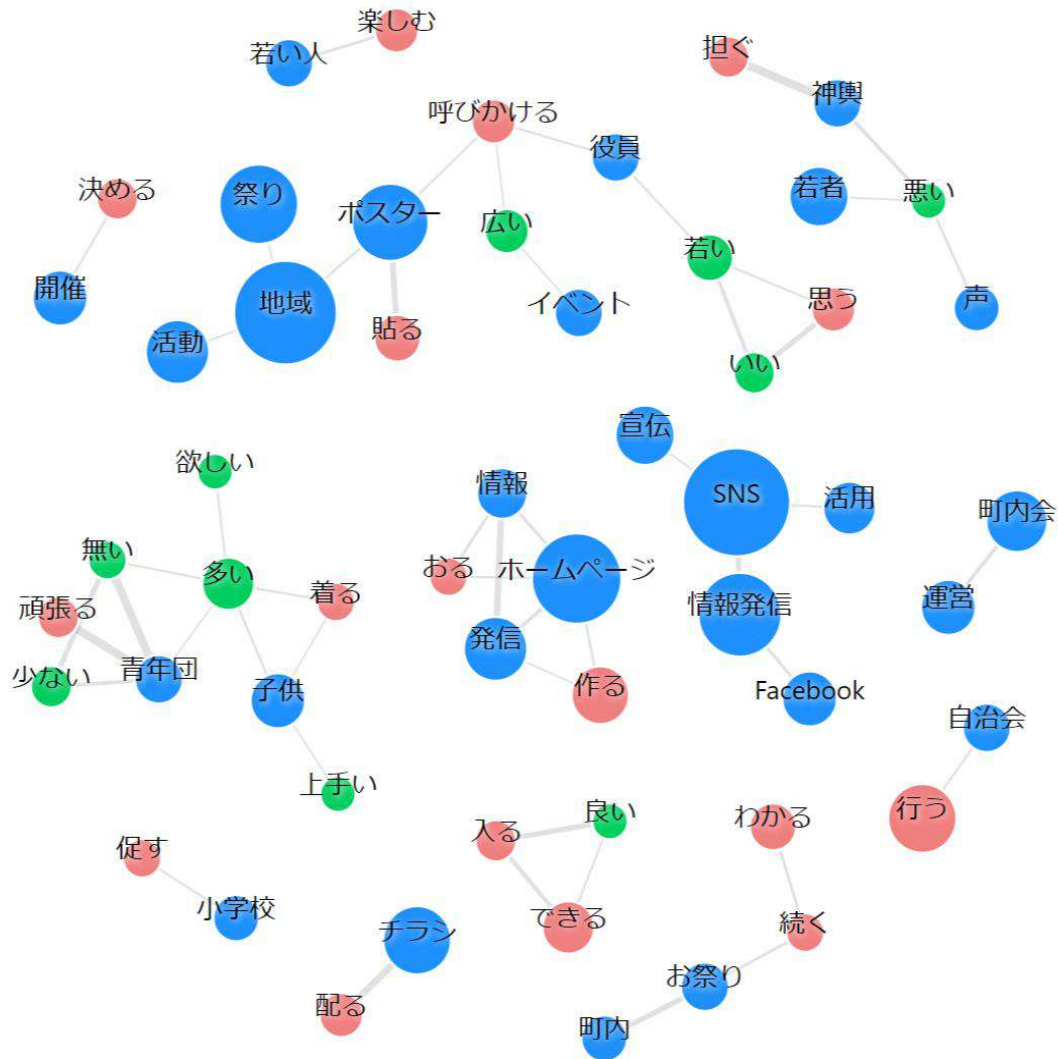 楽しむ
若い人
担ぐ
神輿
呼びかける
役員
決める
祭り
ポスター
広い
若者
悪い
若い
開催
地域
イベント
思う
声
活動
貼る
いい
宣伝
欲しい
情報
SNS
活用
町内会
無い
多い
おる
ホームページ
頑張る
着る
情報発信
運営
発信
少ない
青年団
子供
作る
Facebook
自治会
上手い
行う
促す
入る
良い
わかる
小学校
チラシ
できる
続く
お祭り
配る
町内